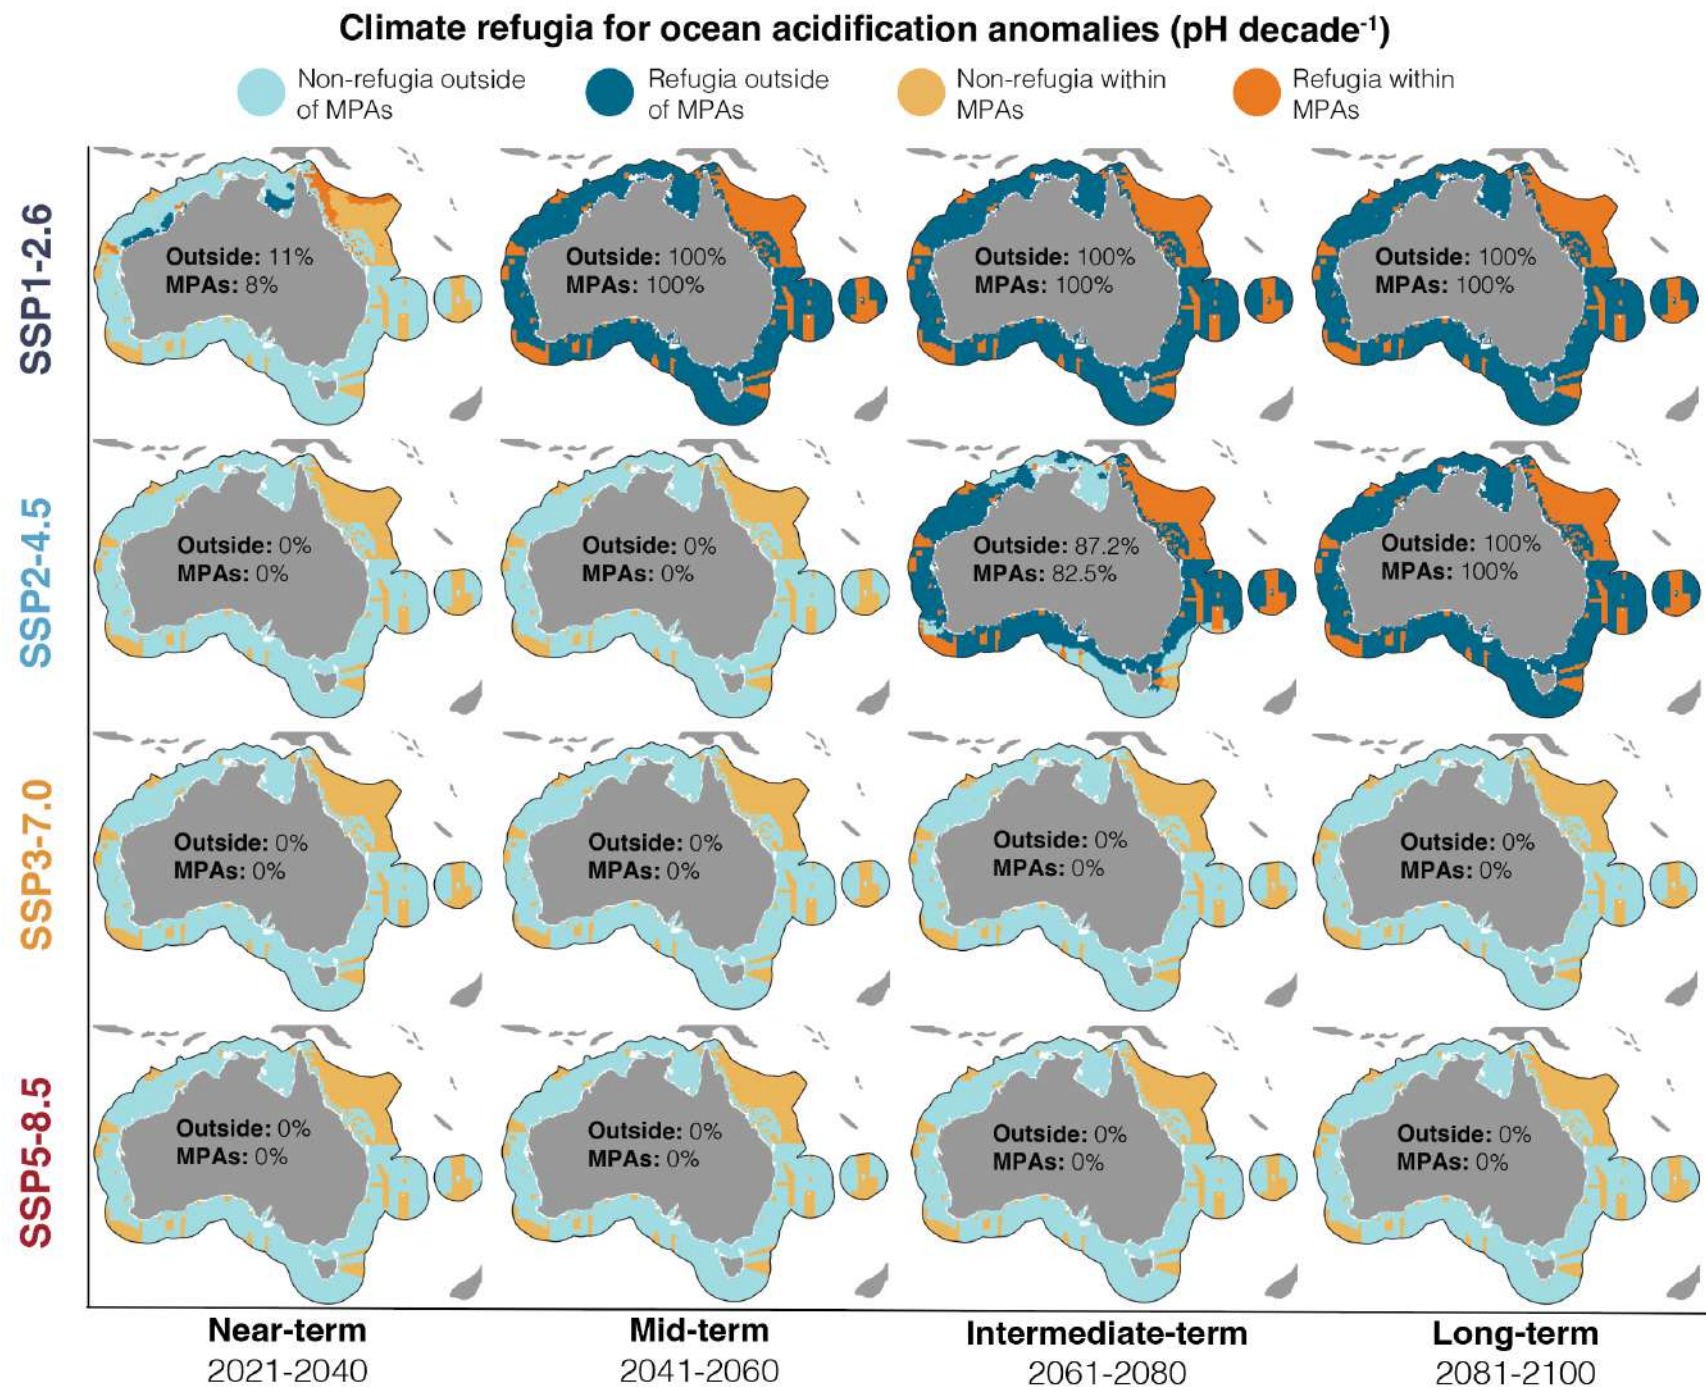 Climate refugia for ocean acidification anomalies (pH decade⁻¹)
Non-refugia outside
of MPAs
Refugia outside
of MPAs
Non-refugia within
MPAs
Refugia within
MPAs
SSP1-2.6
Outside: 11%
MPAs: 8%
Outside: 100%
MPAs: 100%
Outside: 100%
MPAs: 100%
Outside: 100%
MPAs: 100%
SSP2-4.5
Outside: 0%
MPAs: 0%
Outside: 0%
MPAs: 0%
Outside: 87.2%
MPAs: 82.5%
Outside: 100%
MPAs: 100%
SSP3-7.0
Outside: 0%
MPAs: 0%
Outside: 0%
MPAs: 0%
Outside: 0%
MPAs: 0%
Outside: 0%
MPAs: 0%
SSP5-8.5
Outside: 0%
MPAs: 0%
Outside: 0%
MPAs: 0%
Outside: 0%
MPAs: 0%
Outside: 0%
MPAs: 0%
Near-term
2021-2040
Mid-term
2041-2060
Intermediate-term
2061-2080
Long-term
2081-2100